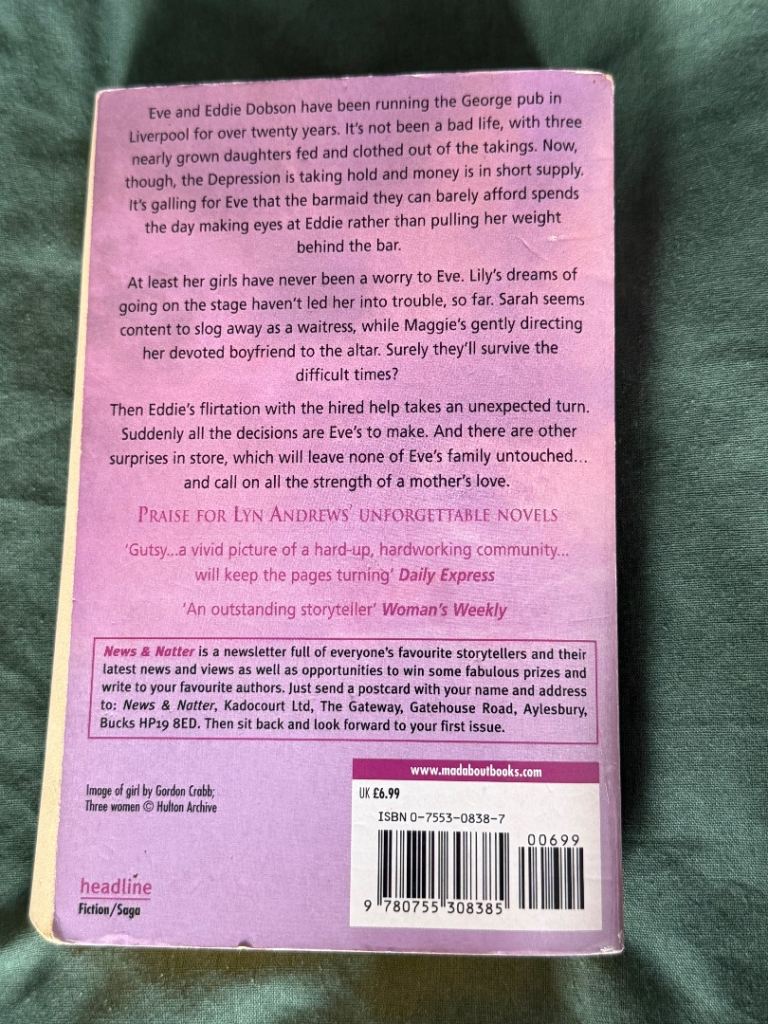 Eve and Eddie Dobson have been running the George pub in
Liverpool for over twenty years. It's not been a bad life, with three
nearly grown daughters fed and clothed out of the takings. Now,
though, the Depression is taking hold and money is in short supply.
It's galling for Eve that the barmaid they can barely afford spends
the day making eyes at Eddie rather than pulling her weight
behind the bar.
At least her girls have never been a worry to Eve. Lily's dreams of
going on the stage haven't led her into trouble, so far. Sarah seems
content to slog away as a waitress, while Maggie's gently directing
her devoted boyfriend to the altar. Surely they'll survive the
difficult times?
Then Eddie's flirtation with the hired help takes an unexpected turn.
Suddenly all the decisions are Eve's to make. And there are other
surprises in store, which will leave none of Eve's family untouched...
and call on all the strength of a mother's love.
PRAISE FOR LYN ANDREWS' UNFORGETTABLE NOVELS
'Gutsy...a vivid picture of a hard-up, hardworking community...
will keep the pages turning' Daily Express
'An outstanding storyteller' Woman's Weekly
News & Natter is a newsletter full of everyone's favourite storytellers and their
latest news and views as well as opportunities to win some fabulous prizes and
write to your favourite authors. Just send a postcard with your name and address
to: News & Natter, Kadocourt Ltd, The Gateway, Gatehouse Road, Aylesbury,
Bucks HP19 8ED. Then sit back and look forward to your first issue.
Image of girl by Gordon Crabb;
Three women © Hulton Archive
headline
Fiction/Saga
www.madaboutbooks.com
UK £6.99
ISBN 0-7553-0838-7
00699
9 780755 308385